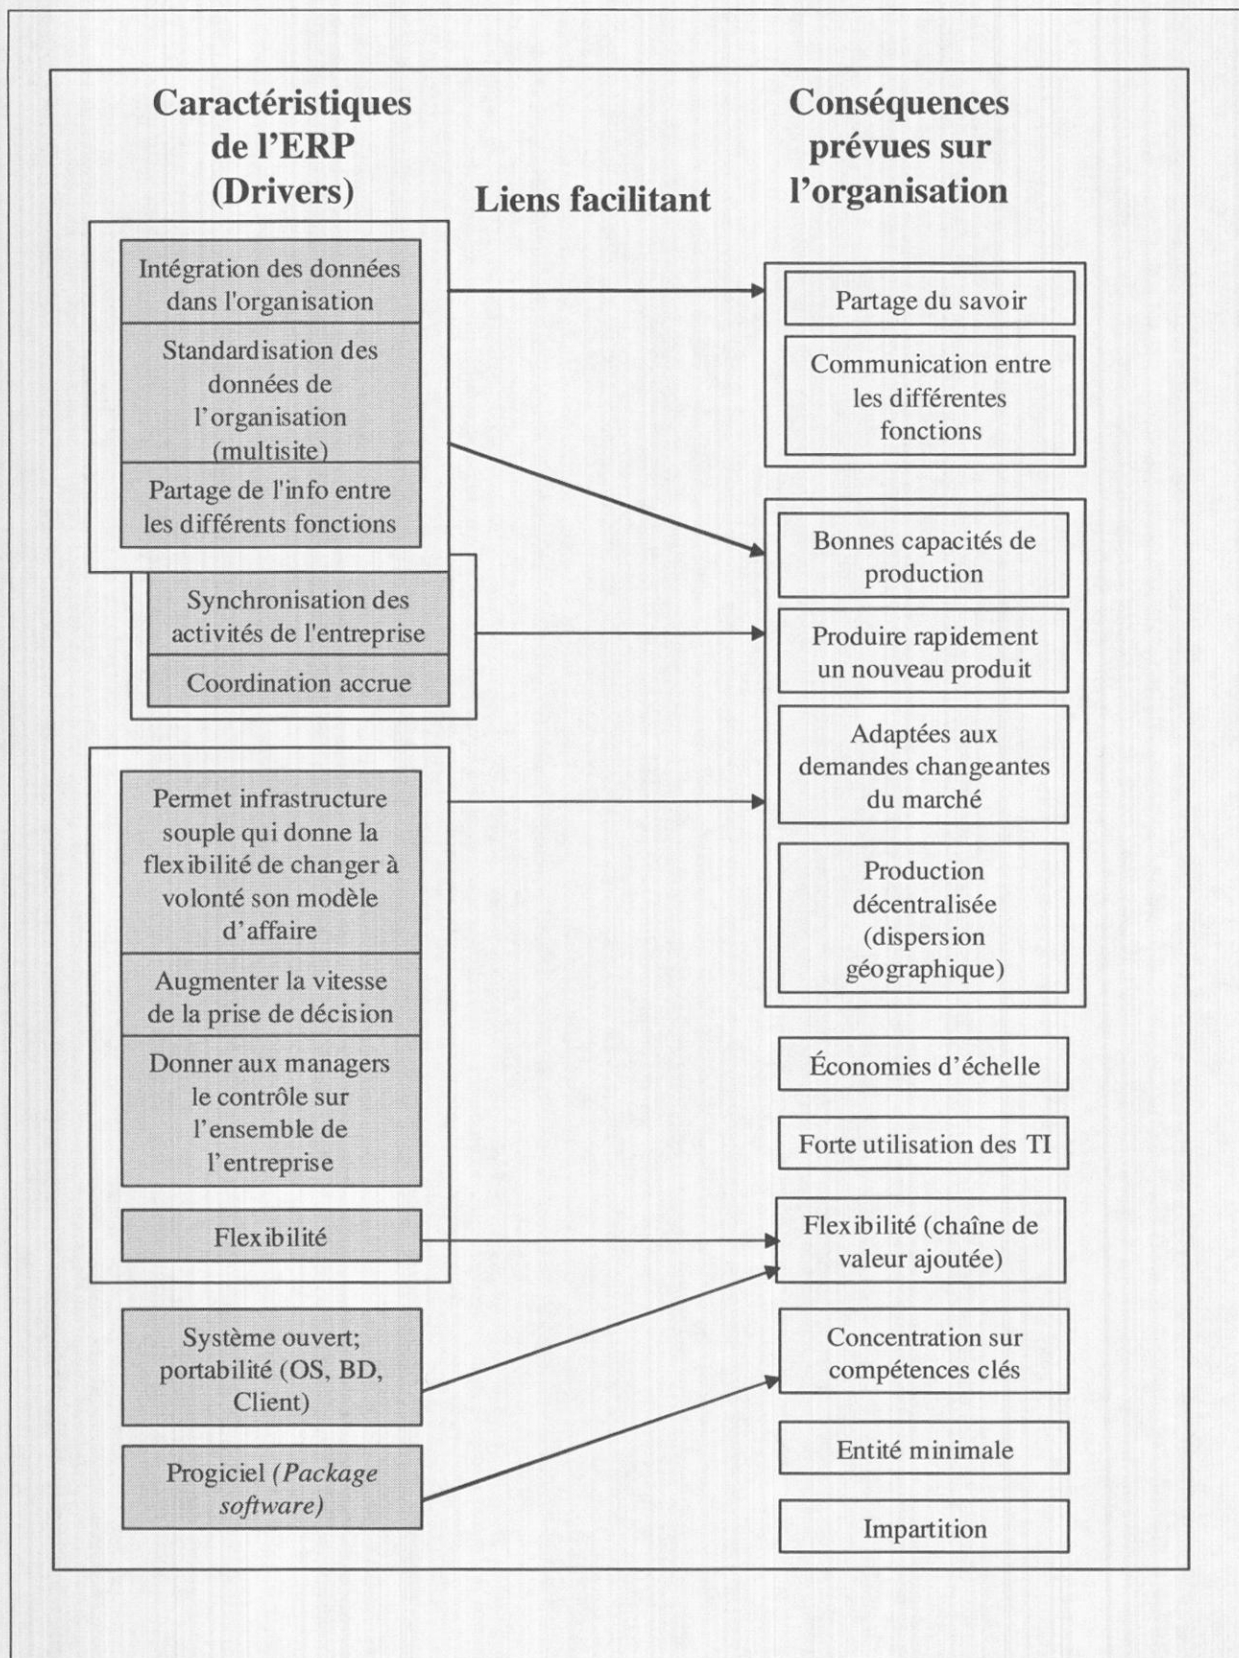 Caractéristiques
de l'ERP
(Drivers)
Liens facilitant
Conséquences
prévues sur
l'organisation
Intégration des données
dans l'organisation
Standardisation des
données de
l'organisation
(multisite)
Partage de l'info entre
les différents fonctions
Synchronisation des
activités de l'entreprise
Coordination accrue
Permet infrastructure
souple qui donne la
flexibilité de changer à
volonté son modèle
d'affaire
Augmenter la vitesse
de la prise de décision
Donner aux managers
le contrôle sur
l'ensemble de
l'entreprise
Flexibilité
Système ouvert;
portabilité (OS, BD,
Client)
Progiciel (Package
software)
Partage du savoir
Communication entre
les différentes
fonctions
Bonnes capacités de
production
Produire rapidement
un nouveau produit
Adaptées aux
demandes changeantes
du marché
Production
décentralisée
(dispersion
géographique)
Économies d'échelle
Forte utilisation des TI
Flexibilité (chaîne de
valeur ajoutée)
Concentration sur
compétences clés
Entité minimale
Impartition